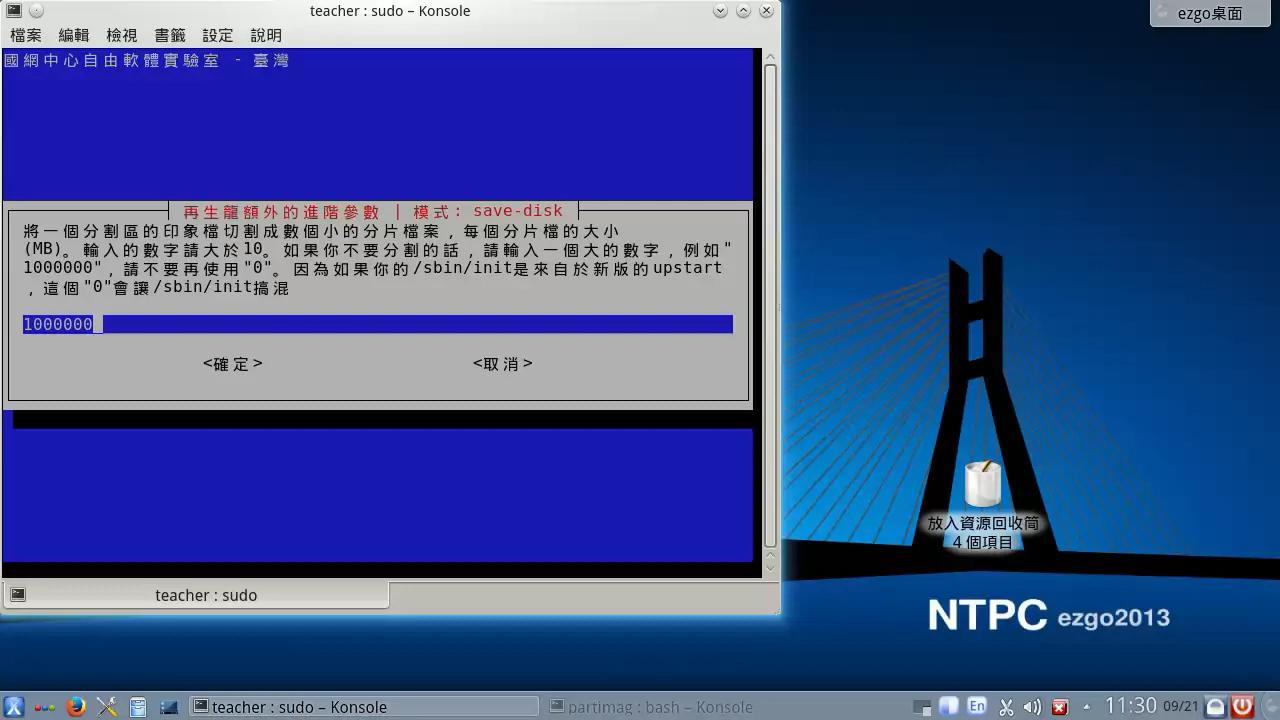 teacher : sudo – Konsole
ezgo桌面
檔案 編輯 檢視 書籤 設定 說明
國網中心自由軟體實驗室 - 臺灣
再生龍額外的進階參數 | 模式: save-disk
將一個分割區的印象檔切割成數個小的分片檔案,每個分片檔的大小
(MB)。輸入的數字請大於10。如果你不要分割的話,請輸入一個大的數字,例如"
1000000",請不要再使用"0"。因為如果你的/sbin/init是來自於新版的upstart
,這個"0"會讓/sbin/init搞混
1000000
<確定> <取消>
放入資源回收筒
4 個項目
teacher : sudo
NTPC ezgo2013
teacher : sudo – Konsole
partimag : bash – Konsole
En
11:30 09/21